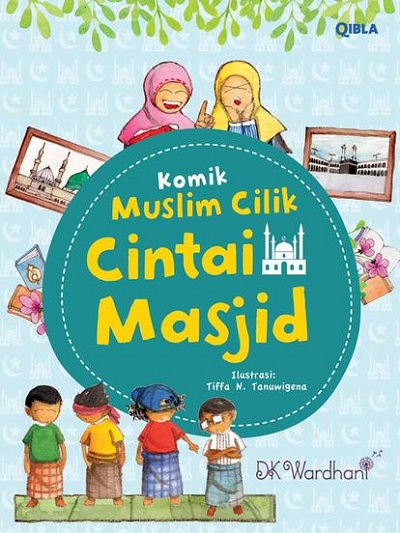 QIBLA
Komik
Muslim Cilik
Cintai
Masjid
Ilustrasi:
Tiffa N. Tanuwigena
DK Wardhani